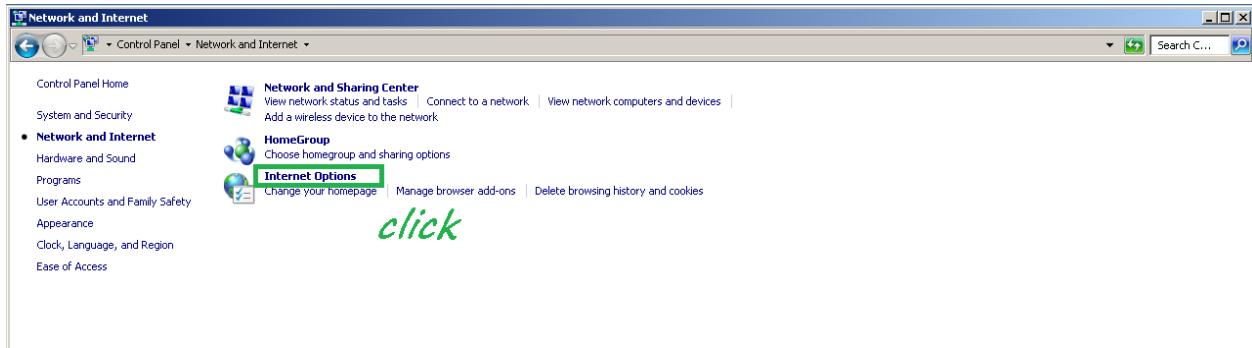 Network and Internet
Control Panel Network and Internet
Search C...
Control Panel Home
System and Security
Network and Internet
Hardware and Sound
Programs
User Accounts and Family Safety
Appearance
Clock, Language, and Region
Ease of Access
Network and Sharing Center
View network status and tasks Connect to a network View network computers and devices
Add a wireless device to the network
HomeGroup
Choose homegroup and sharing options
Internet Options
Change your homepage Manage browser add-ons Delete browsing history and cookies
click